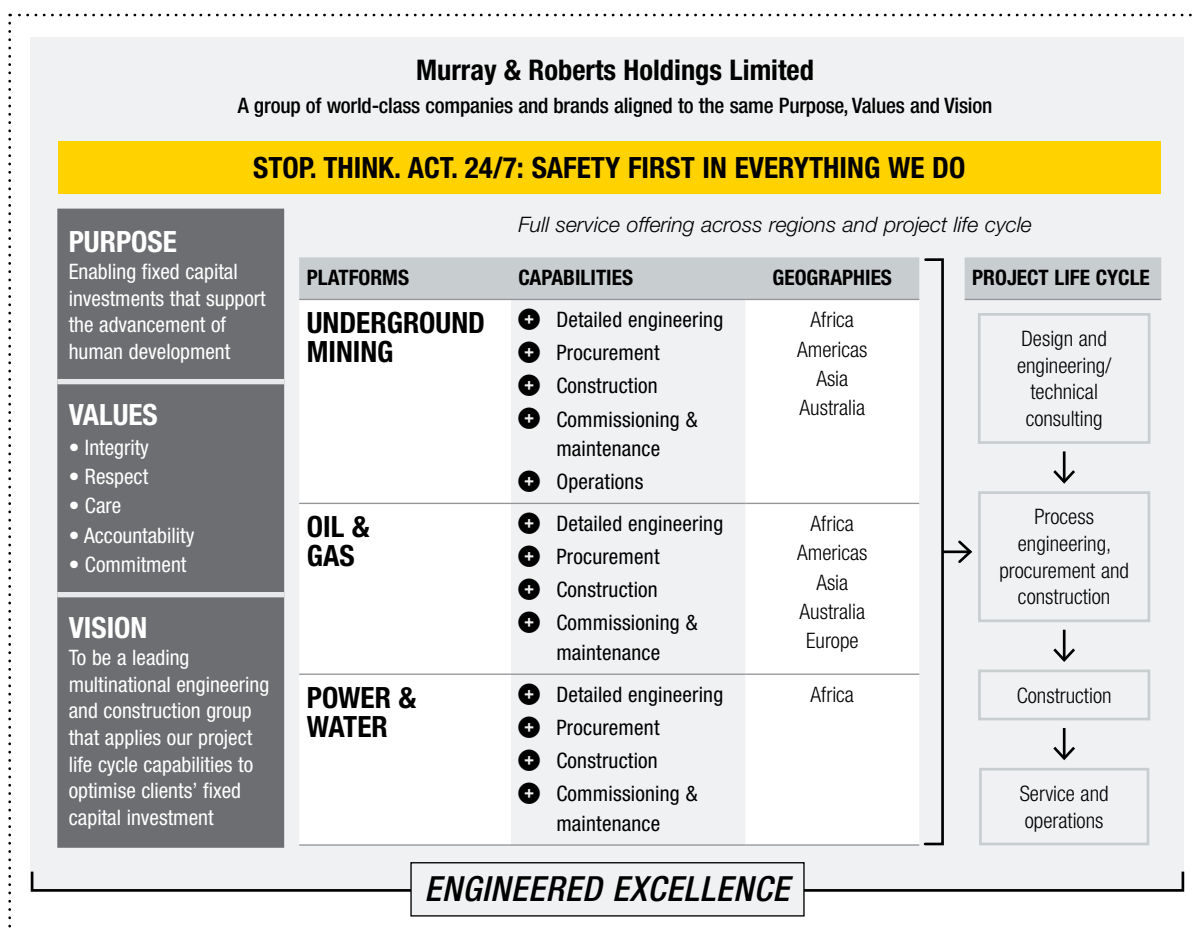 Murray & Roberts Holdings Limited
A group of world-class companies and brands aligned to the same Purpose, Values and Vision
STOP. THINK. ACT. 24/7: SAFETY FIRST IN EVERYTHING WE DO
PURPOSE
Enabling fixed capital
investments that support
the advancement of
human development
VALUES
• Integrity
• Respect
• Care
• Accountability
• Commitment
VISION
To be a leading
multinational engineering
and construction group
that applies our project
life cycle capabilities to
optimise clients' fixed
capital investment
Full service offering across regions and project life cycle
PLATFORMS
CAPABILITIES
GEOGRAPHIES
UNDERGROUND
MINING
Detailed engineering
Procurement
Construction
Commissioning &
maintenance
Operations
Africa
Americas
Asia
Australia
OIL &
GAS
Detailed engineering
Procurement
Construction
Commissioning &
maintenance
Africa
Americas
Asia
Australia
Europe
POWER &
WATER
Detailed engineering
Procurement
Construction
Commissioning &
maintenance
Africa
PROJECT LIFE CYCLE
Design and
engineering/
technical
consulting
Process
engineering,
procurement and
construction
Construction
Service and
operations
ENGINEERED EXCELLENCE